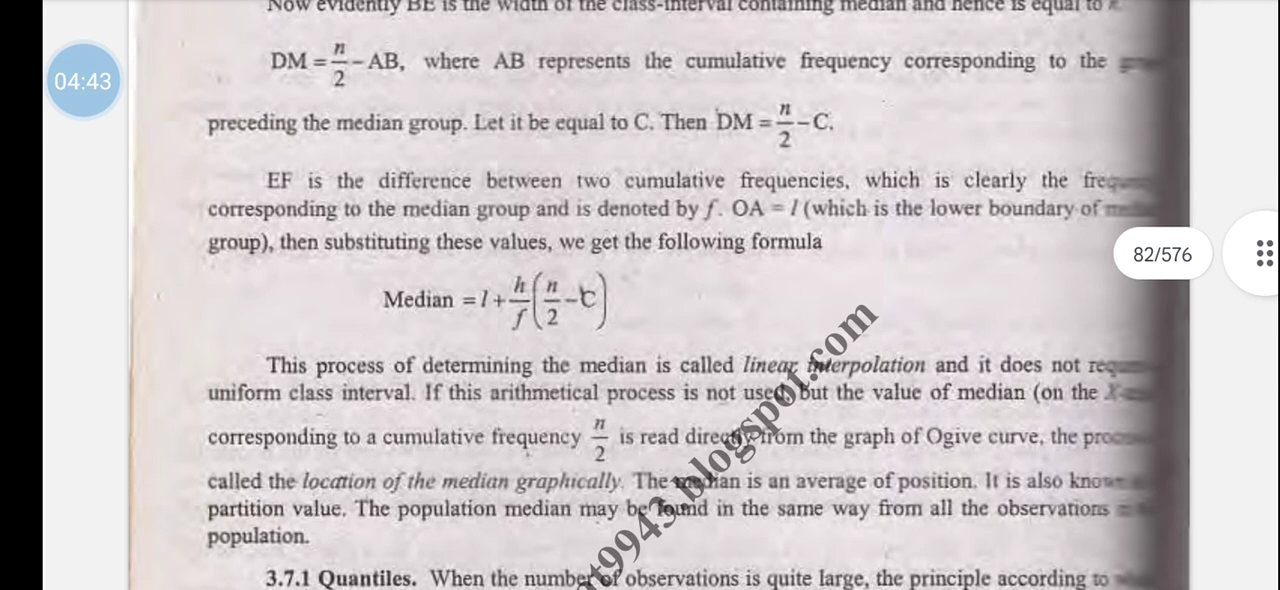 Now evidently BE is the width of the class-interval containing median and hence is equal to
04:43
DM = n/2 − AB, where AB represents the cumulative frequency corresponding to the
preceding the median group. Let it be equal to C. Then DM = n/2 − C.
EF is the difference between two cumulative frequencies, which is clearly the
corresponding to the median group and is denoted by f. OA = l (which is the lower boundary of
group), then substituting these values, we get the following formula
82/576
Median = l + h/f (n/2 − C)
This process of determining the median is called linear interpolation and it does not
uniform class interval. If this arithmetical process is not used, but the value of median (on the
corresponding to a cumulative frequency n/2 is read directly from the graph of Ogive curve, the
called the location of the median graphically. The median is an average of position. It is also
partition value. The population median may be found in the same way from all the observations
population.
3.7.1 Quantiles. When the number of observations is quite large, the principle according to
t9943.blogspot.com